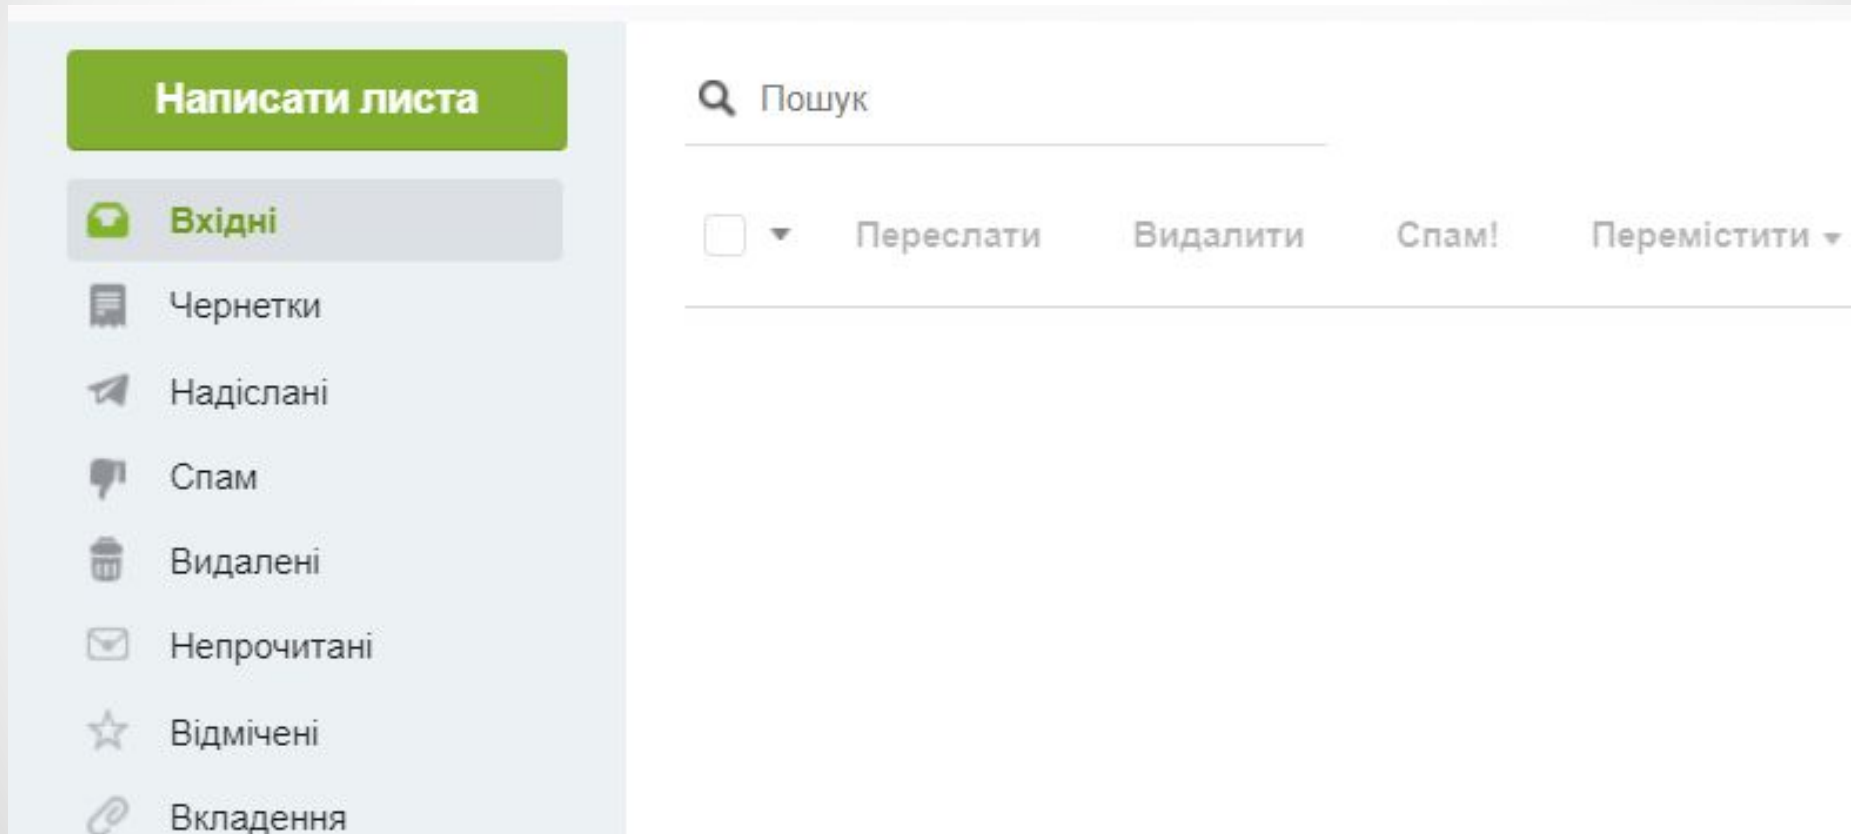 Написати листа
Вхідні
Чернетки
Надіслані
Спам
Видалені
Непрочитані
Відмічені
Вкладення
Пошук
Переслати Видалити Спам! Перемістити